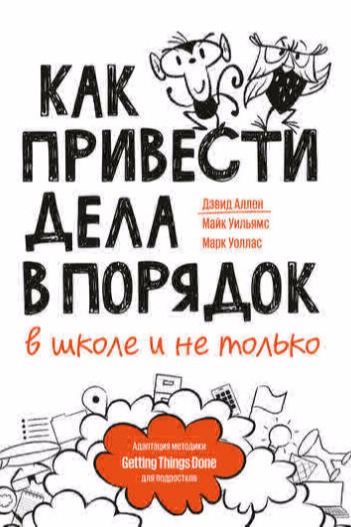 КАК
ПРИВЕСТИ
ДЕЛА
В ПОРЯДОК
Дэвид Аллен
Майк Уильямс
Марк Уоллас
в школе и не только
Адаптация методики
Getting Things Done
для подростков